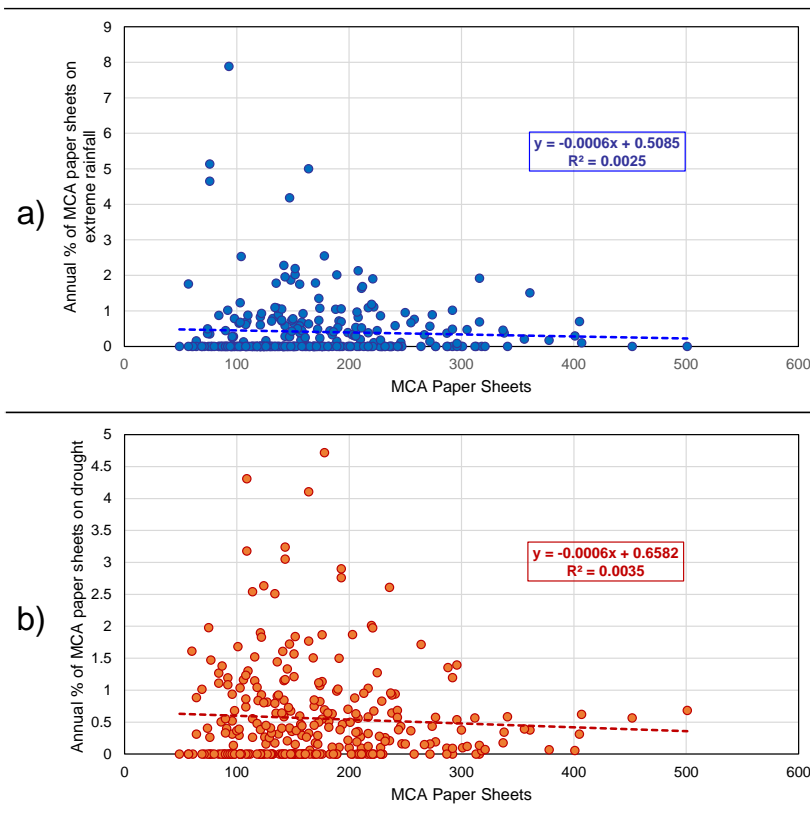 a)
Annual % of MCA paper sheets on
extreme rainfall
9
8
7
6
5
4
3
2
1
0
y = -0.0006x + 0.5085
R² = 0.0025
0 100 200 300 400 500 600
MCA Paper Sheets
b)
Annual % of MCA paper sheets on drought
5
4.5
4
3.5
3
2.5
2
1.5
1
0.5
0
y = -0.0006x + 0.6582
R² = 0.0035
0 100 200 300 400 500 600
MCA Paper Sheets